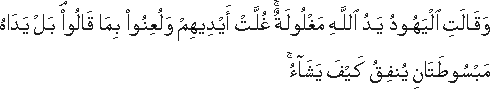 وَقَالَتِ ٱلۡيَهُودُ يَدُ ٱللَّهِ مَغۡلُولَةٌۚ غُلَّتۡ أَيۡدِيهِمۡ وَلُعِنُواْ بِمَا قَالُواْۘ بَلۡ يَدَاهُ
مَبۡسُوطَتَانِ يُنفِقُ كَيۡفَ يَشَآءُۚ